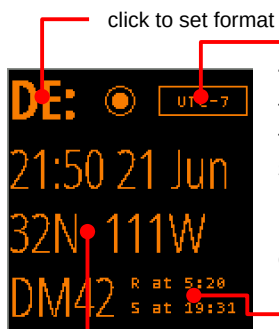 click to set format
DE: UTC-7
21:50 21 Jun
32N 111W
DM42 R at 5:20
S at 19:31